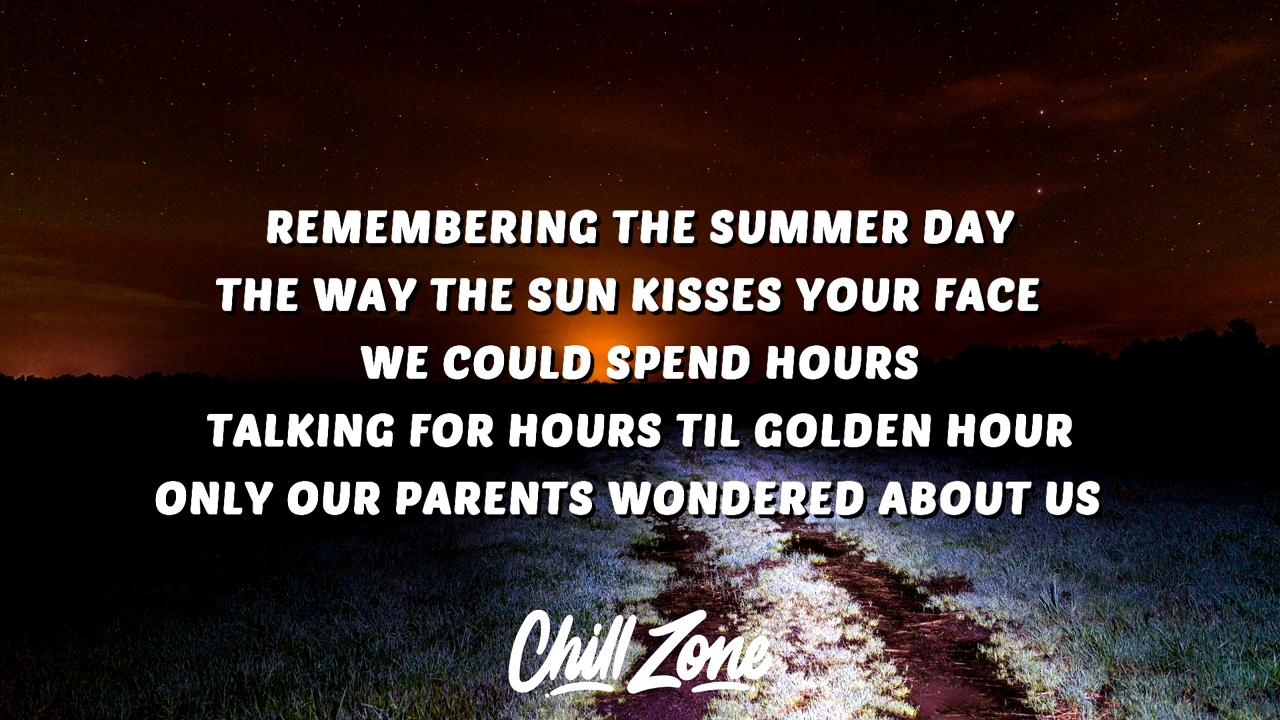 REMEMBERING THE SUMMER DAY
THE WAY THE SUN KISSES YOUR FACE
WE COULD SPEND HOURS
TALKING FOR HOURS TIL GOLDEN HOUR
ONLY OUR PARENTS WONDERED ABOUT US
Chill Zone